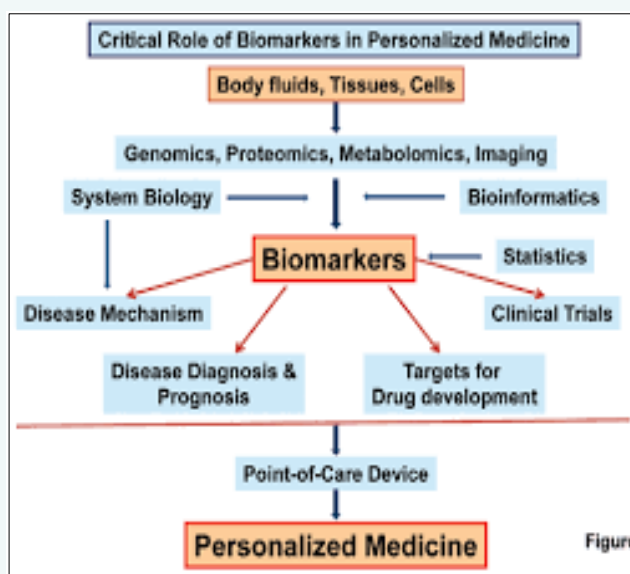 Critical Role of Biomarkers in Personalized Medicine
Body fluids, Tissues, Cells
Genomics, Proteomics, Metabolomics, Imaging
System Biology
Bioinformatics
Biomarkers
Statistics
Disease Mechanism
Clinical Trials
Disease Diagnosis &
Prognosis
Targets for
Drug development
Point-of-Care Device
Personalized Medicine
Figure